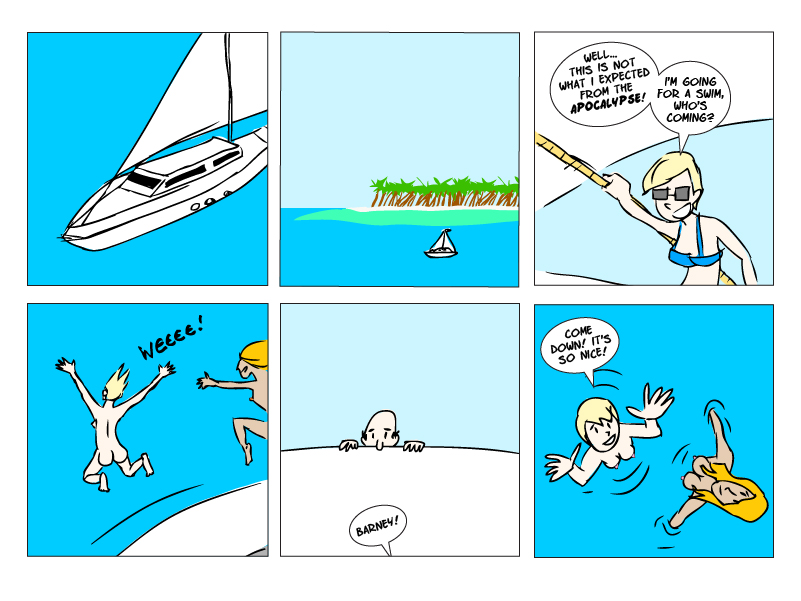 WELL...
THIS IS NOT
WHAT I EXPECTED
FROM THE
APOCALYPSE!
I'M GOING
FOR A SWIM,
WHO'S
COMING?
WEEEE!
BARNEY!
COME
DOWN! IT'S
SO NICE!